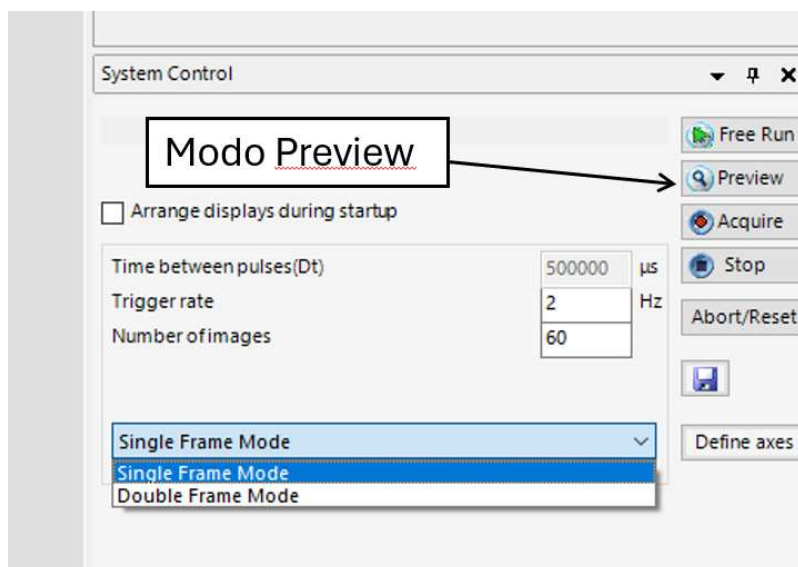 System Control
Modo Preview
Free Run
Preview
Arrange displays during startup
Acquire
Time between pulses(Dt) 500000 µs
Stop
Trigger rate 2 Hz
Abort/Reset
Number of images 60
Single Frame Mode
Define axes
Single Frame Mode
Double Frame Mode